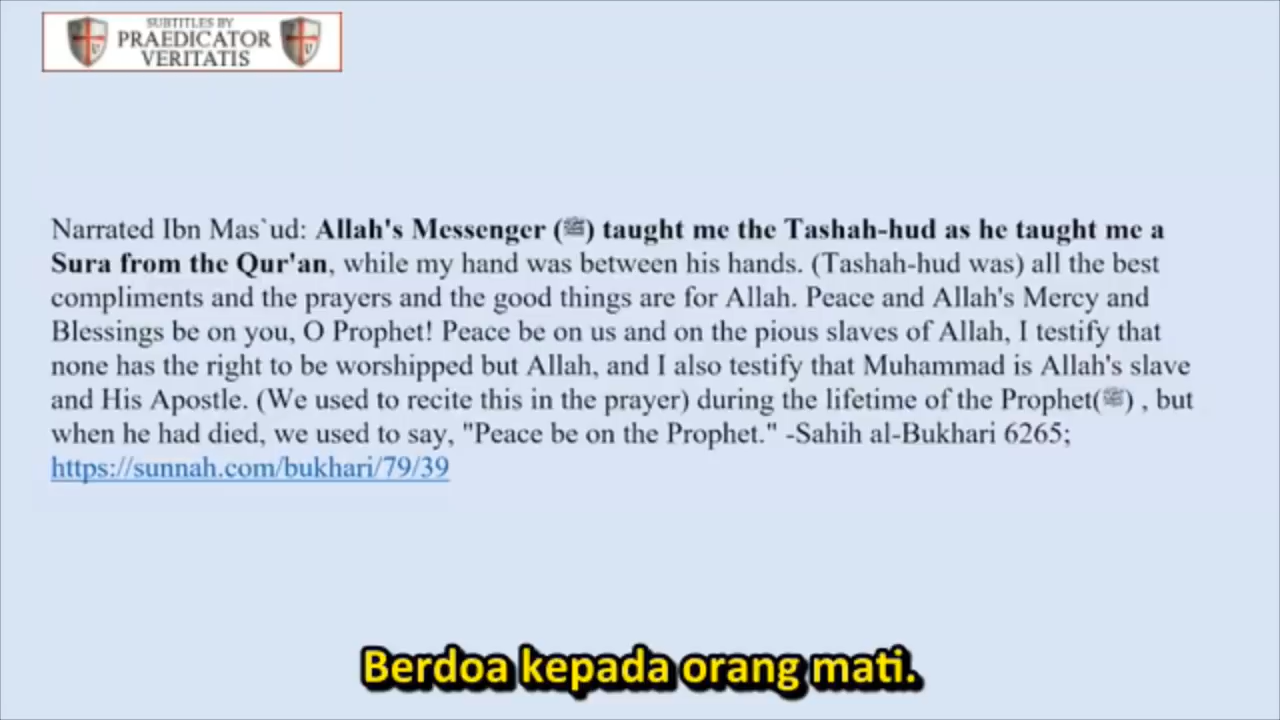 SUBTITLES BY
PRAEDICATOR
VERITATIS
Narrated Ibn Mas`ud: Allah's Messenger (ﷺ) taught me the Tashah-hud as he taught me a
Sura from the Qur'an, while my hand was between his hands. (Tashah-hud was) all the best
compliments and the prayers and the good things are for Allah. Peace and Allah's Mercy and
Blessings be on you, O Prophet! Peace be on us and on the pious slaves of Allah, I testify that
none has the right to be worshipped but Allah, and I also testify that Muhammad is Allah's slave
and His Apostle. (We used to recite this in the prayer) during the lifetime of the Prophet(ﷺ) , but
when he had died, we used to say, "Peace be on the Prophet." -Sahih al-Bukhari 6265;
https://sunnah.com/bukhari/79/39
Berdoa kepada orang mati.